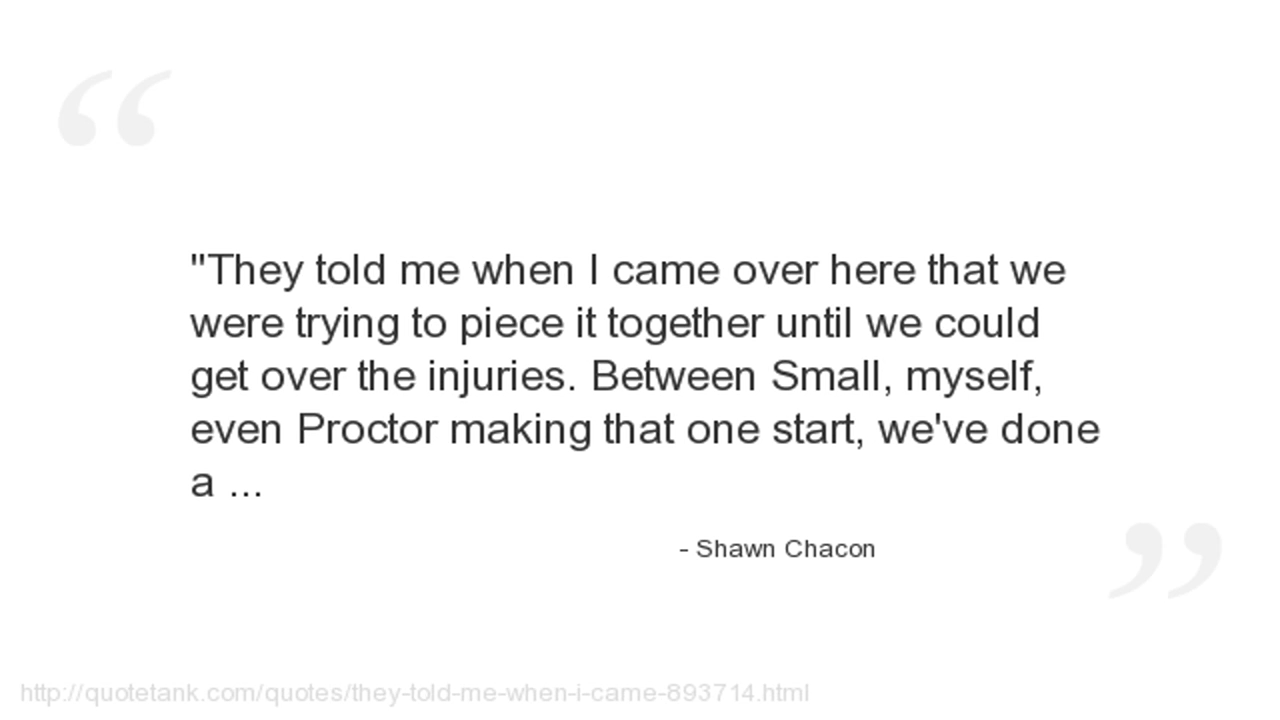 "They told me when I came over here that we
were trying to piece it together until we could
get over the injuries. Between Small, myself,
even Proctor making that one start, we've done
a ...
- Shawn Chacon
http://quotetank.com/quotes/they-told-me-when-i-came-893714.html